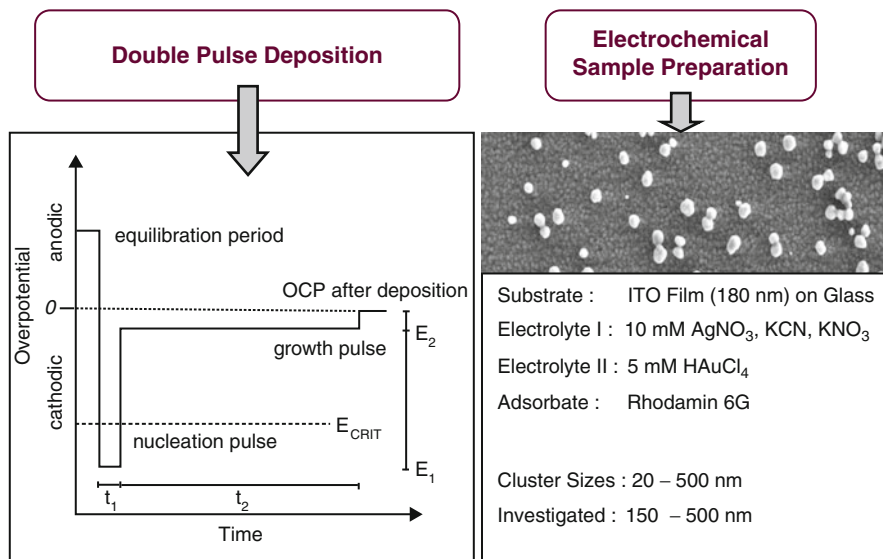 Double Pulse Deposition
Electrochemical
Sample Preparation
Overpotential
anodic
0
cathodic
equilibration period
OCP after deposition
growth pulse
E2
ECRIT
nucleation pulse
E1
t1
t2
Time
Substrate : ITO Film (180 nm) on Glass
Electrolyte I : 10 mM AgNO3, KCN, KNO3
Electrolyte II : 5 mM HAuCl4
Adsorbate : Rhodamin 6G
Cluster Sizes : 20 – 500 nm
Investigated : 150 – 500 nm